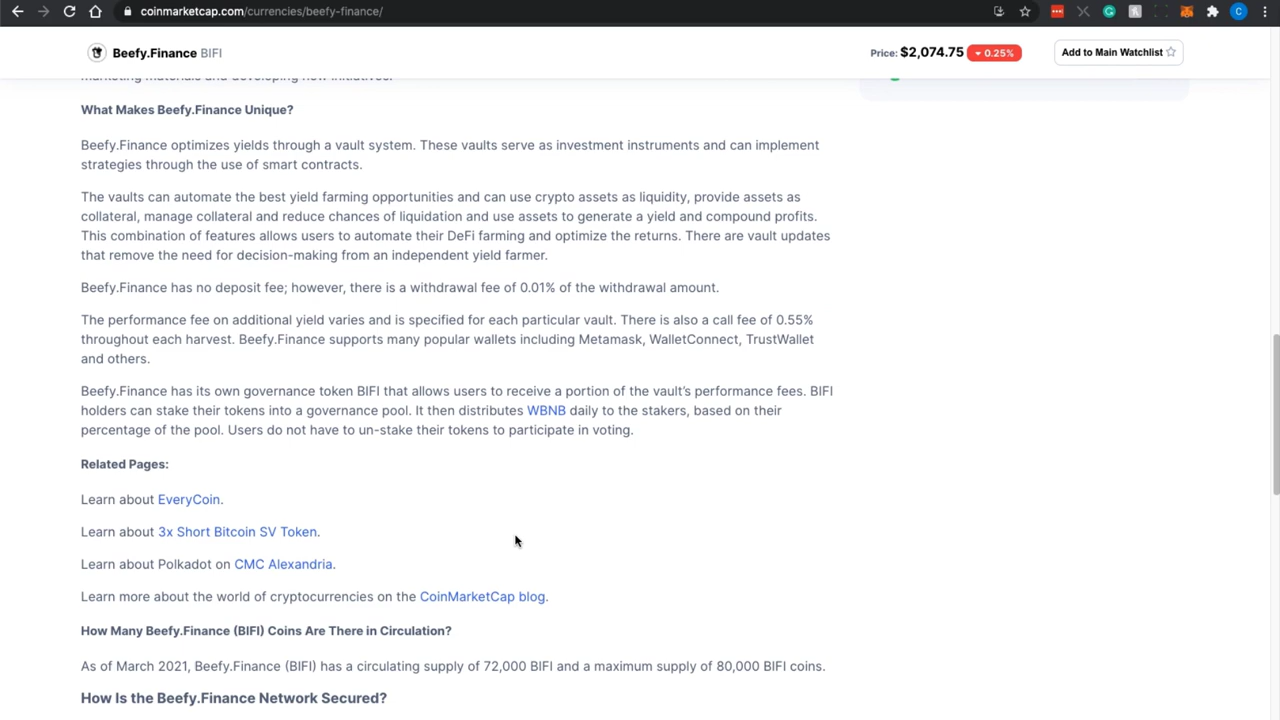 coinmarketcap.com/currencies/beefy-finance/
Beefy.Finance BIFI
Price: $2,074.75 0.25%
Add to Main Watchlist
marketing materials and developing new initiatives.
What Makes Beefy.Finance Unique?
Beefy.Finance optimizes yields through a vault system. These vaults serve as investment instruments and can implement
strategies through the use of smart contracts.
The vaults can automate the best yield farming opportunities and can use crypto assets as liquidity, provide assets as
collateral, manage collateral and reduce chances of liquidation and use assets to generate a yield and compound profits.
This combination of features allows users to automate their DeFi farming and optimize the returns. There are vault updates
that remove the need for decision-making from an independent yield farmer.
Beefy.Finance has no deposit fee; however, there is a withdrawal fee of 0.01% of the withdrawal amount.
The performance fee on additional yield varies and is specified for each particular vault. There is also a call fee of 0.55%
throughout each harvest. Beefy.Finance supports many popular wallets including Metamask, WalletConnect, TrustWallet
and others.
Beefy.Finance has its own governance token BIFI that allows users to receive a portion of the vault's performance fees. BIFI
holders can stake their tokens into a governance pool. It then distributes WBNB daily to the stakers, based on their
percentage of the pool. Users do not have to un-stake their tokens to participate in voting.
Related Pages:
Learn about EveryCoin.
Learn about 3x Short Bitcoin SV Token.
Learn about Polkadot on CMC Alexandria.
Learn more about the world of cryptocurrencies on the CoinMarketCap blog.
How Many Beefy.Finance (BIFI) Coins Are There in Circulation?
As of March 2021, Beefy.Finance (BIFI) has a circulating supply of 72,000 BIFI and a maximum supply of 80,000 BIFI coins.
How Is the Beefy.Finance Network Secured?